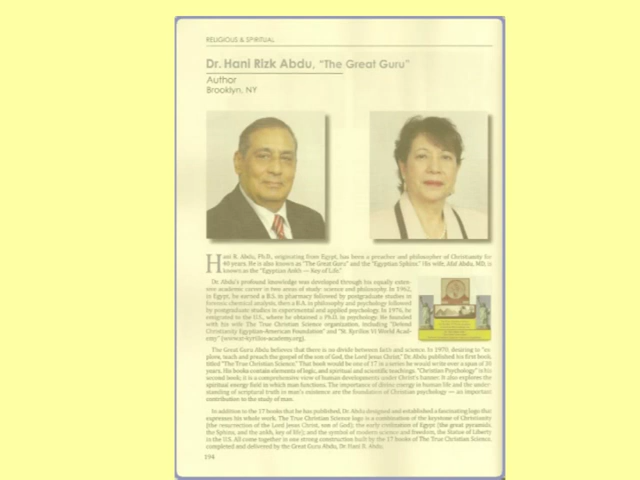 RELIGIOUS & SPIRITUAL
Dr. Hani Rizk Abdu, "The Great Guru"
Author
Brooklyn, NY
Hani R. Abdu, Ph.D., originating from Egypt, has been a preacher and philosopher of Christianity for
40 years. He is also known as "The Great Guru" and the "Egyptian Sphinx." His wife, Afaf Abdu, MD, is
known as the "Egyptian Ankh — Key of Life."
Dr. Abdu's profound knowledge was developed through his equally exten-
sive academic career in two areas of study: science and philosophy. In 1962,
in Egypt, he earned a B.S. in pharmacy followed by postgraduate studies in
forensic chemical analysis, then a B.A. in philosophy and psychology followed
by postgraduate studies in experimental and applied psychology. In 1976, he
emigrated to the U.S., where he obtained a Ph.D. in psychology. He founded
with his wife The True Christian Science organization, including "Defend
Christianity Egyptian-American Foundation" and "St. Kyrillos VI World Acad-
emy" (www.st-kyrillos-academy.org).
The Great Guru Abdu believes that there is no divide between faith and science. In 1970, desiring to "ex-
plore, teach and preach the gospel of the son of God, the Lord Jesus Christ," Dr. Abdu published his first book,
titled "The True Christian Science." That book would be one of 17 in a series he would write over a span of 20
years. His books contain elements of logic, and spiritual and scientific teachings. "Christian Psychology" is his
second book; it is a comprehensive view of human development under Christ's banner. It also explores the
spiritual energy field in which man functions. The importance of divine energy in human life and the under-
standing of scriptural truth in man's existence are the foundation of Christian psychology — an important
contribution to the study of man.
In addition to the 17 books that he has published, Dr. Abdu designed and established a fascinating logo that
expresses his whole work. The True Christian Science logo is a combination of the keystone of Christianity
(the resurrection of the Lord Jesus Christ, son of God); the early civilization of Egypt (the great pyramids,
the Sphinx, and the ankh, key of life); and the symbol of modern science and freedom, the Statue of Liberty
in the U.S. All come together in one strong construction built by the 17 books of The True Christian Science,
completed and delivered by the Great Guru Abdu, Dr. Hani R. Abdu.
194